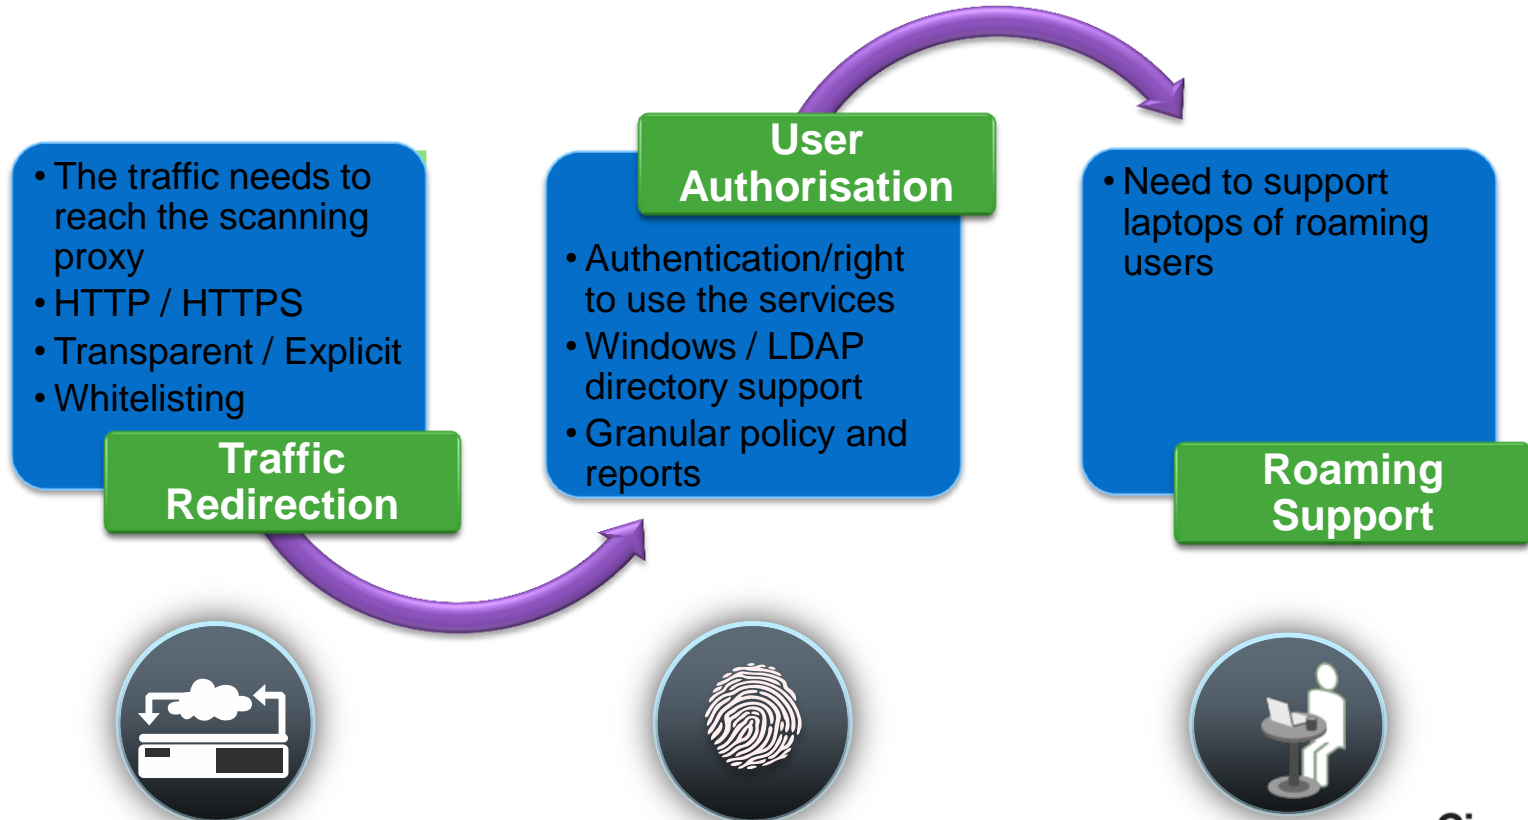 • The traffic needs to
reach the scanning
proxy
• HTTP / HTTPS
• Transparent / Explicit
• Whitelisting
Traffic
Redirection
User
Authorisation
• Authentication/right
to use the services
• Windows / LDAP
directory support
• Granular policy and
reports
• Need to support
laptops of roaming
users
Roaming
Support